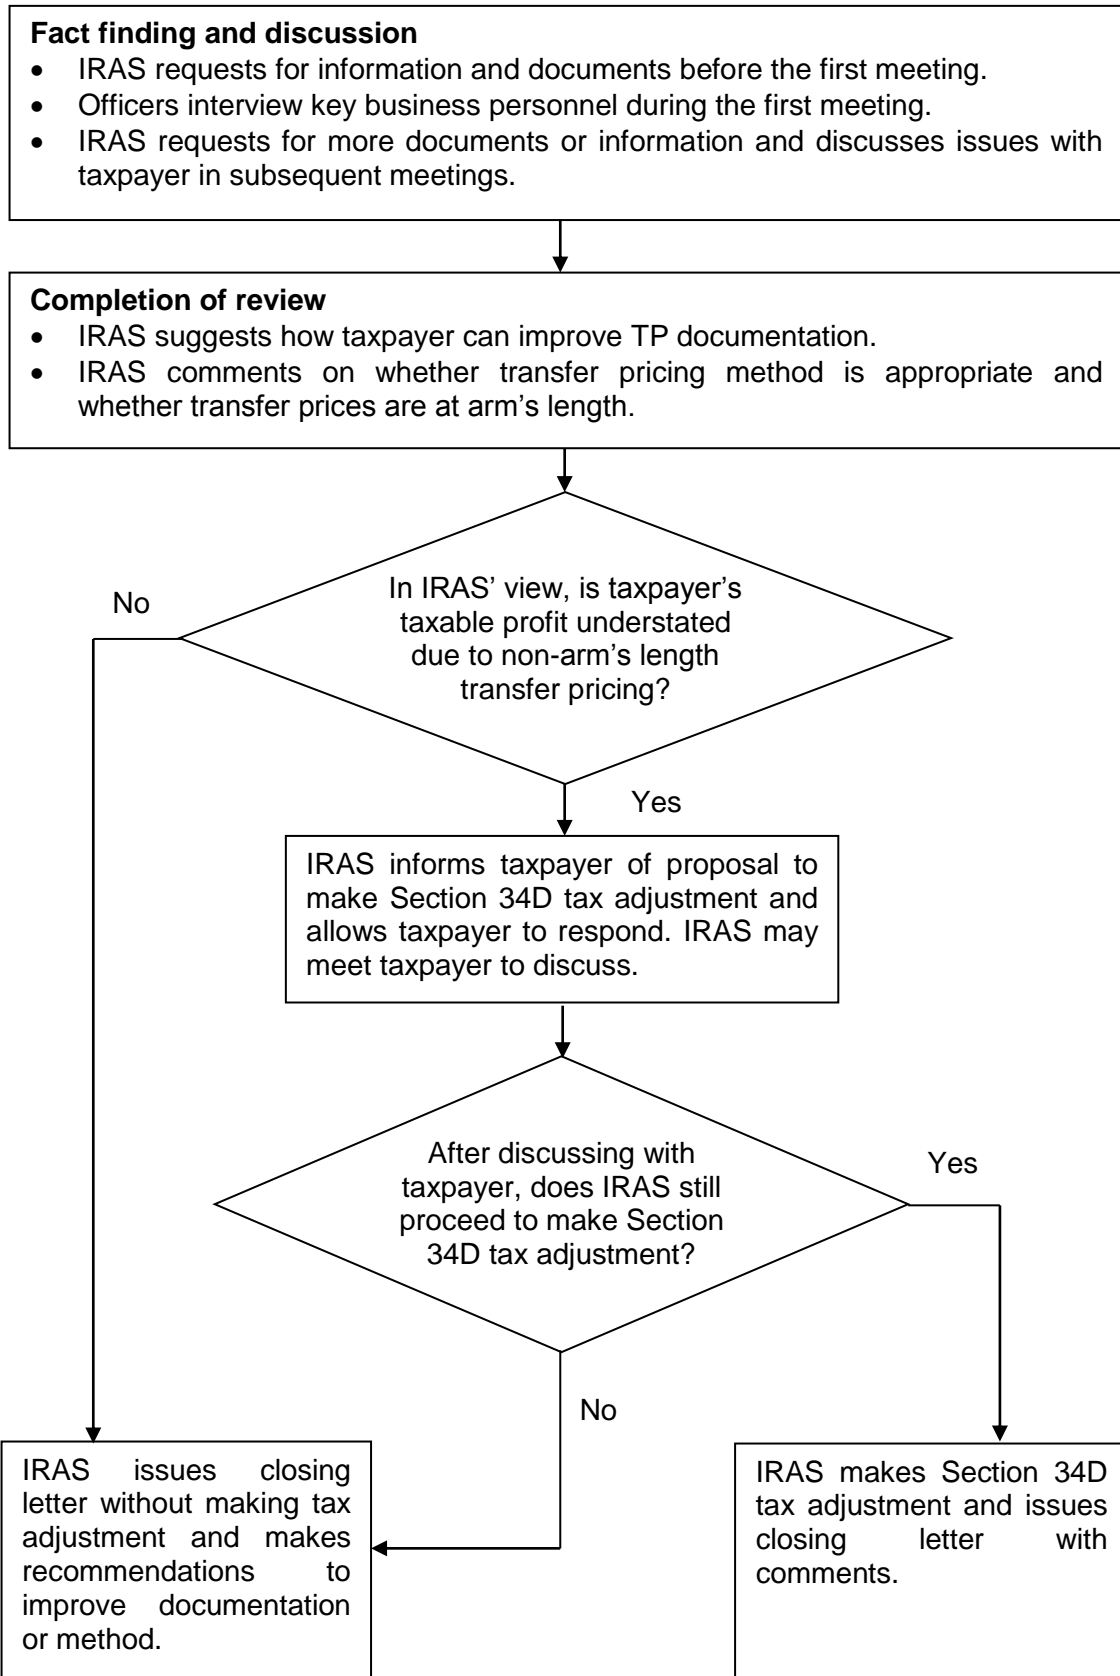 Fact finding and discussion
• IRAS requests for information and documents before the first meeting.
• Officers interview key business personnel during the first meeting.
• IRAS requests for more documents or information and discusses issues with
taxpayer in subsequent meetings.
Completion of review
• IRAS suggests how taxpayer can improve TP documentation.
• IRAS comments on whether transfer pricing method is appropriate and
whether transfer prices are at arm’s length.
No
In IRAS’ view, is taxpayer’s
taxable profit understated
due to non-arm’s length
transfer pricing?
Yes
IRAS informs taxpayer of proposal to
make Section 34D tax adjustment and
allows taxpayer to respond. IRAS may
meet taxpayer to discuss.
After discussing with
taxpayer, does IRAS still
proceed to make Section
34D tax adjustment?
Yes
No
IRAS issues closing
letter without making tax
adjustment and makes
recommendations to
improve documentation
or method.
IRAS makes Section 34D
tax adjustment and issues
closing letter with
comments.